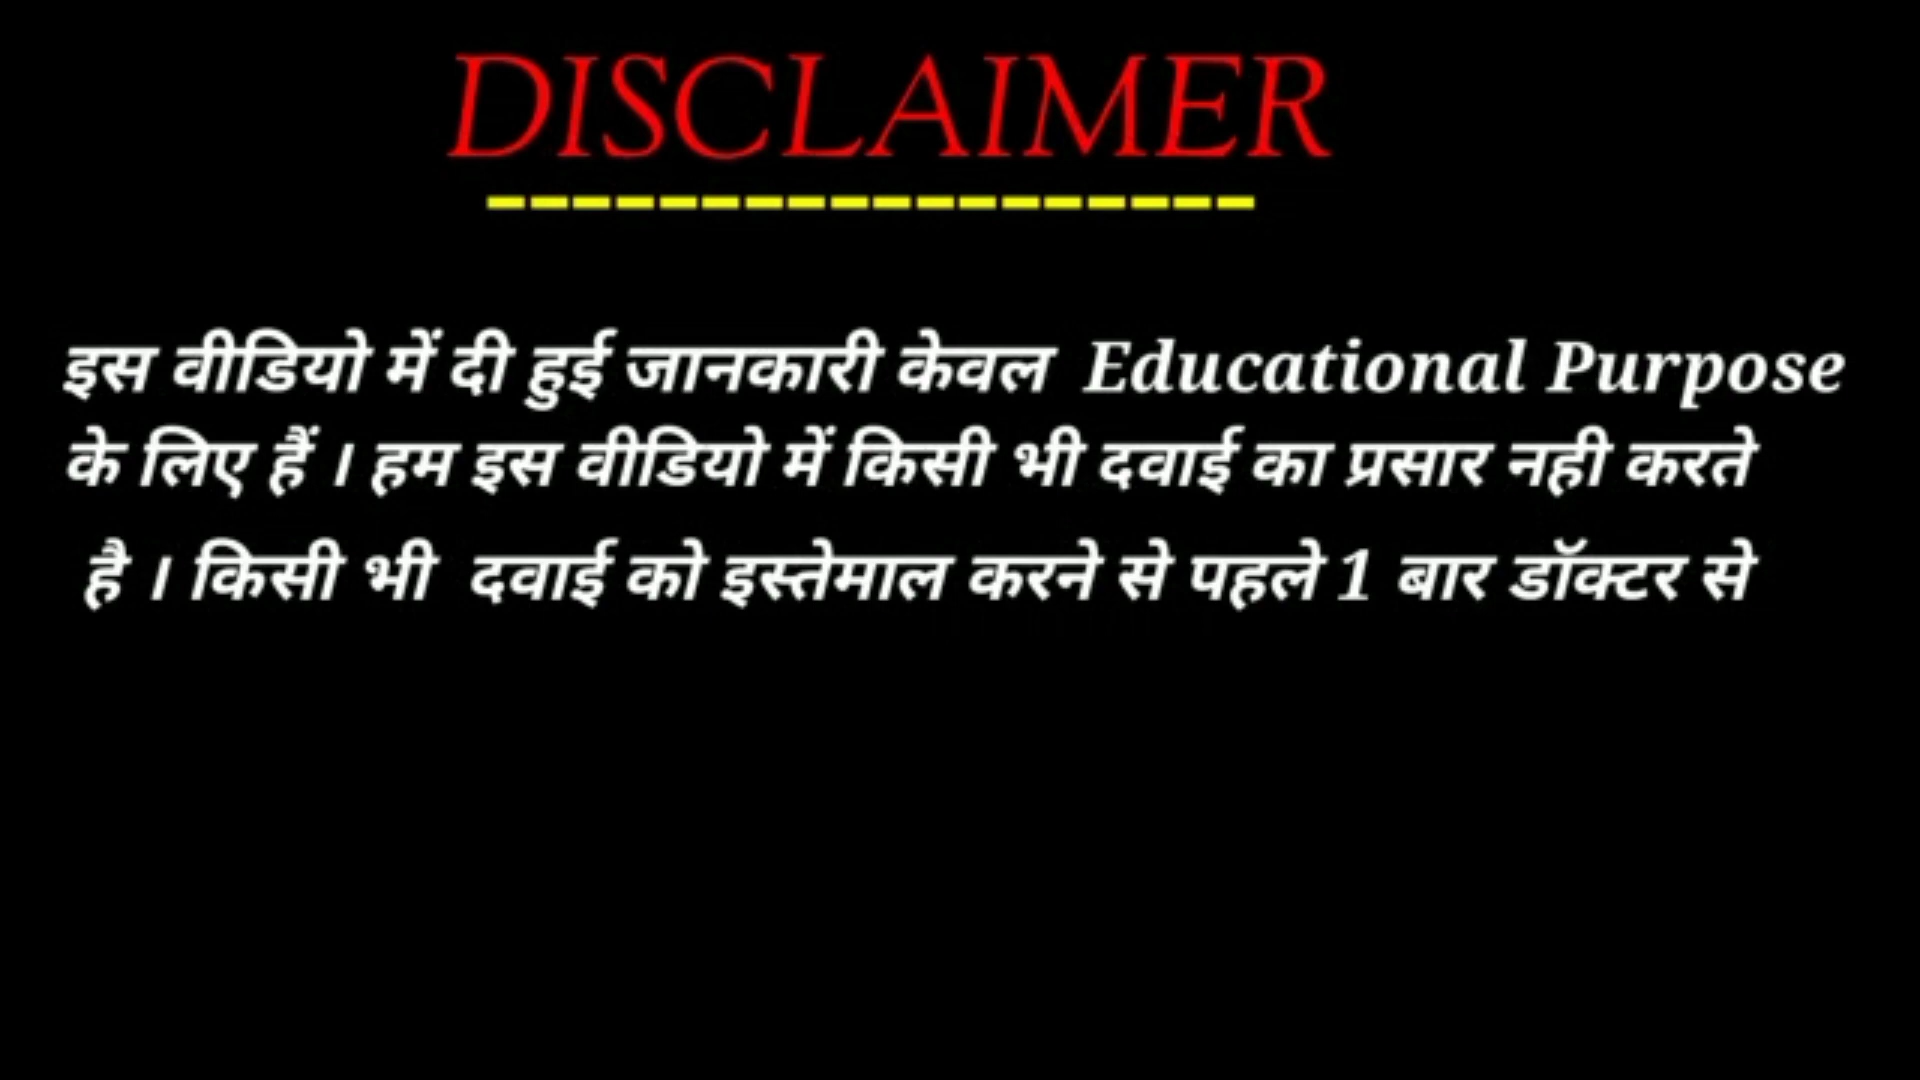 DISCLAIMER
------------------
इस वीडियो में दी हुई जानकारी केवल Educational Purpose
के लिए हैं । हम इस वीडियो में किसी भी दवाई का प्रसार नही करते
है । किसी भी दवाई को इस्तेमाल करने से पहले 1 बार डॉक्टर से